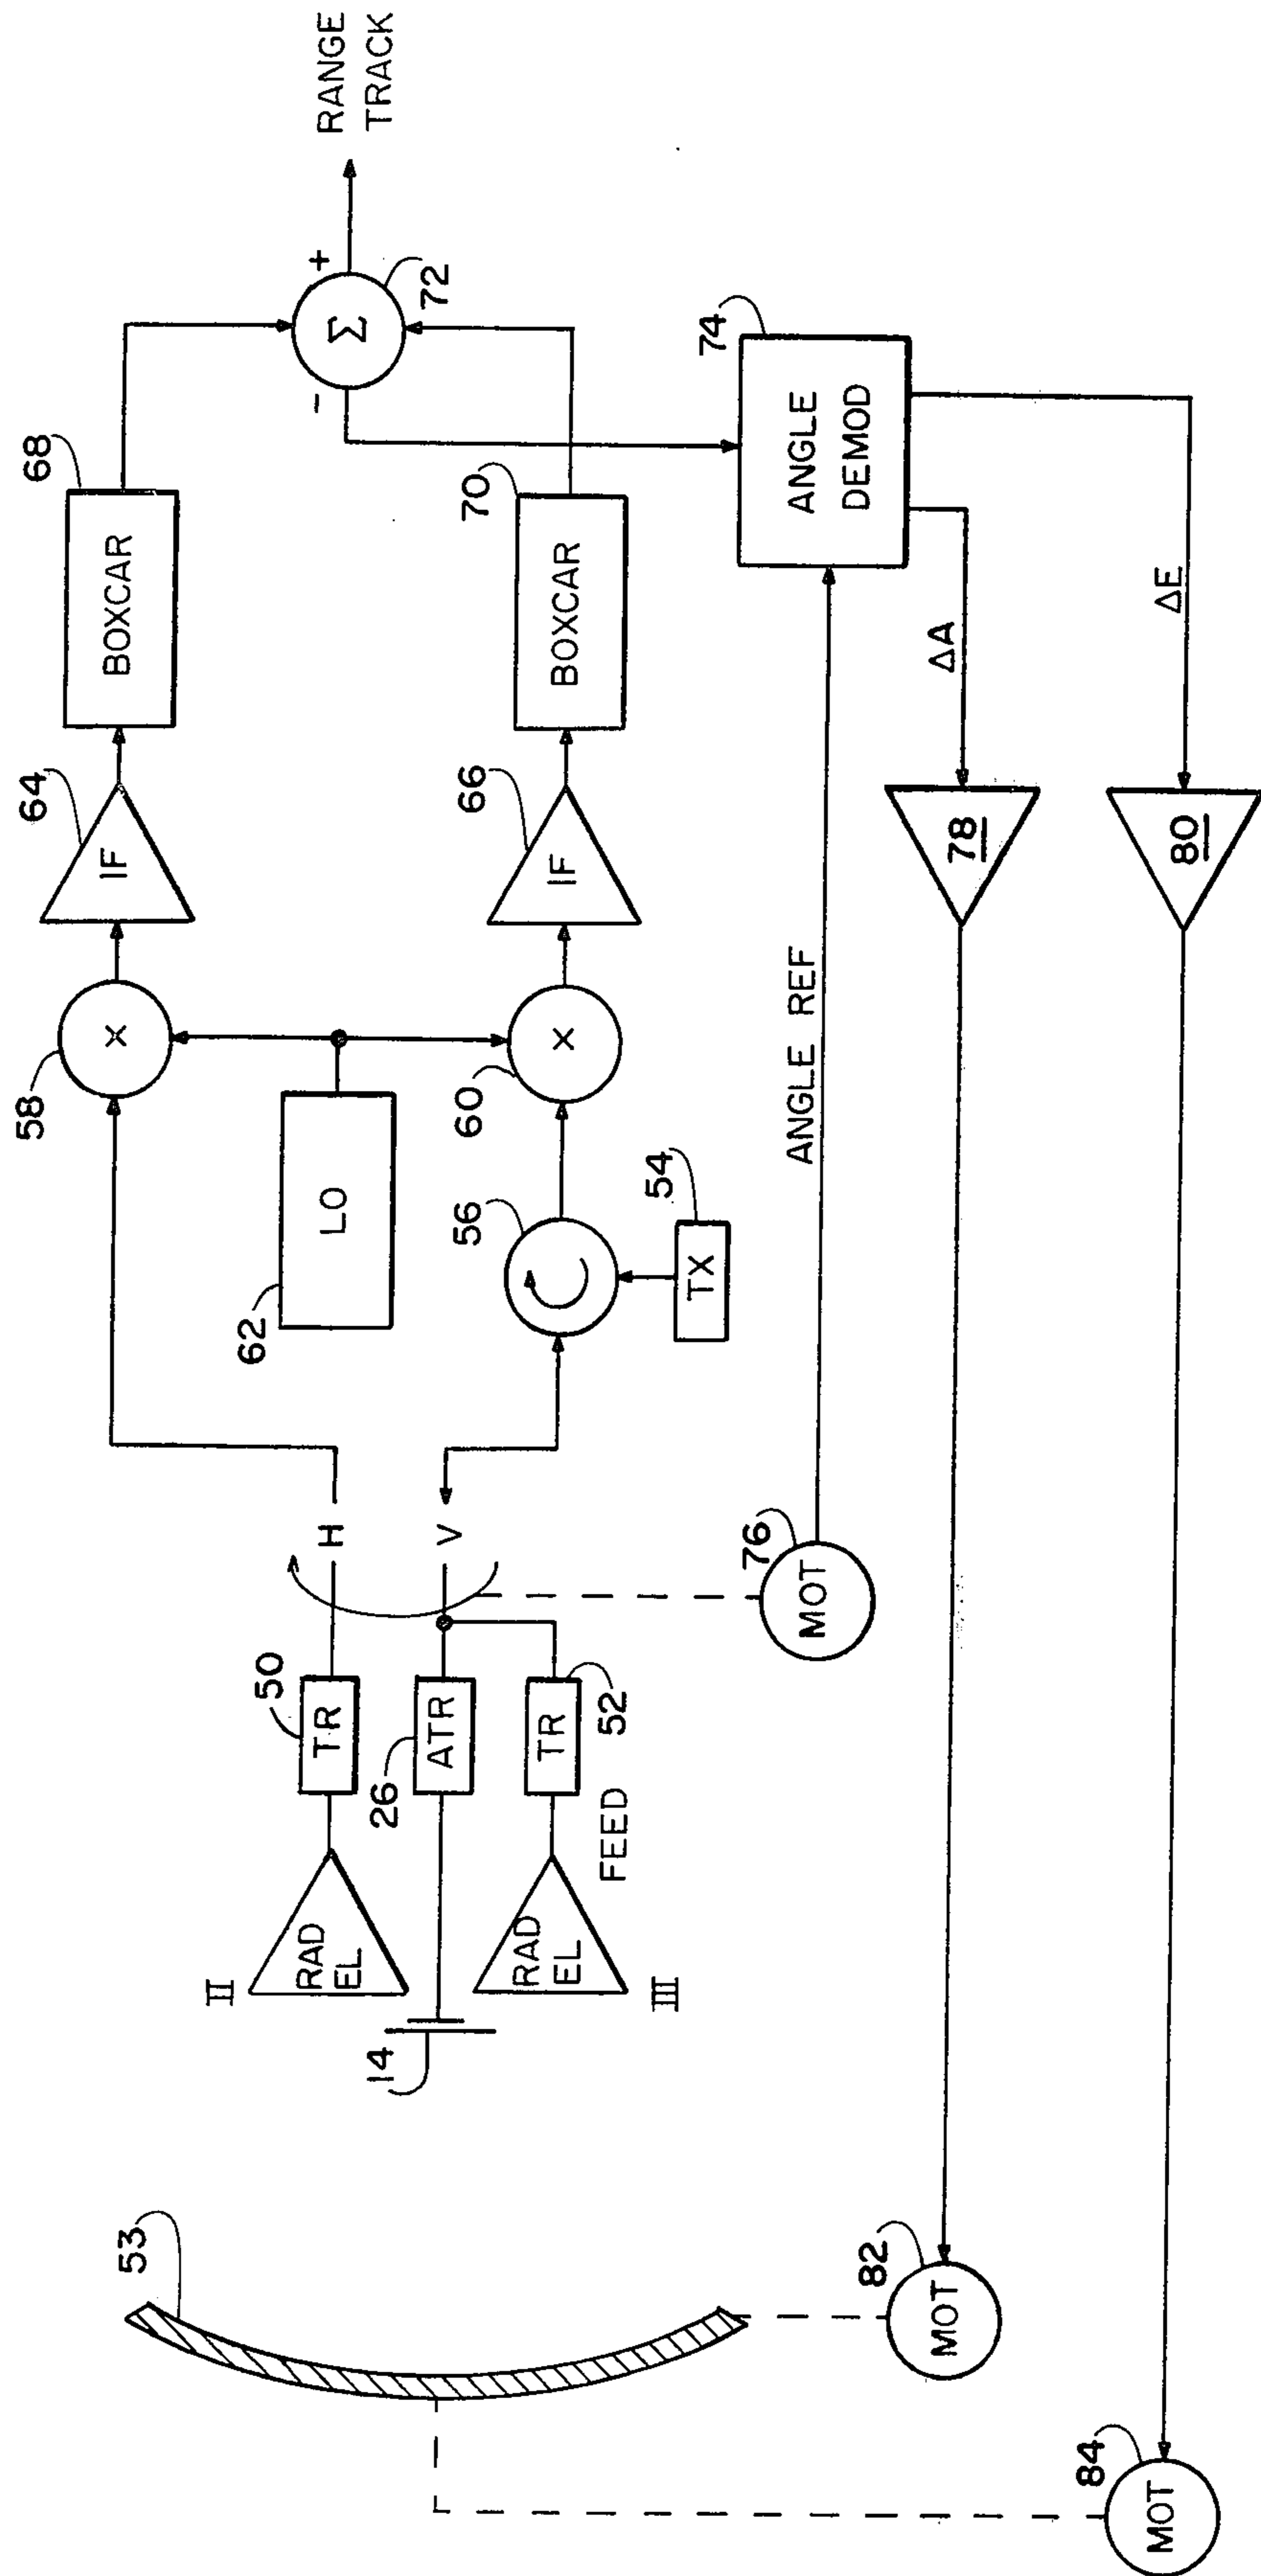 53
14
II
RAD
EL
RAD
EL
III
FEED
TR
50
ATR
26
TR
52
H
V
58
X
62
LO
60
X
56
TX
54
64
IF
66
IF
68
BOXCAR
70
BOXCAR
Σ
+
-
72
RANGE
TRACK
74
ANGLE
DEMOD
ANGLE REF
76
MOT
ΔA
ΔE
78
80
82
MOT
84
MOT